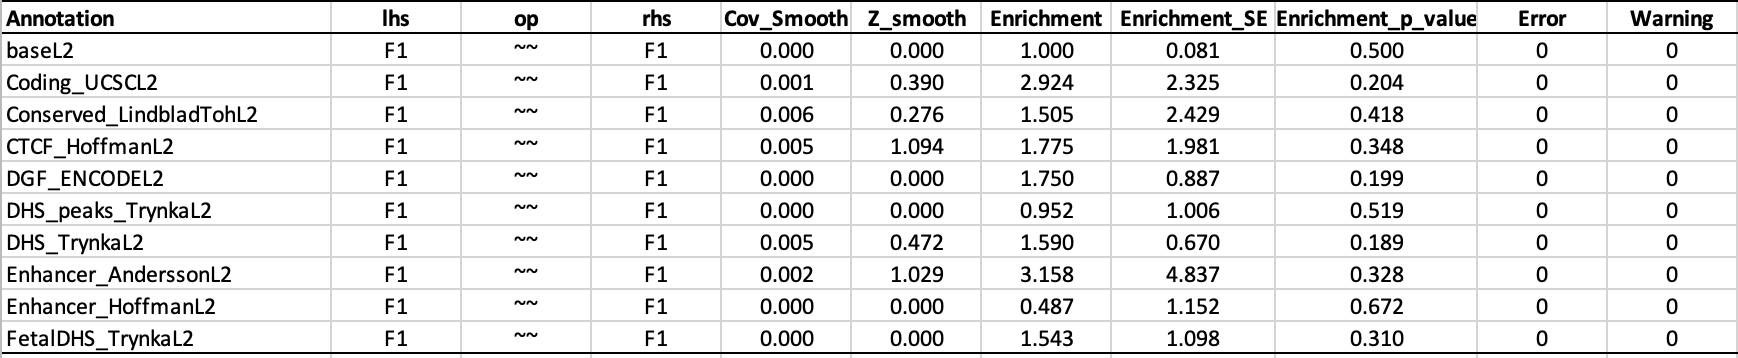 Annotation lhs op rhs Cov_Smooth Z_smooth Enrichment Enrichment_SE Enrichment_p_value Error Warning
baseL2 F1 ~~ F1 0.000 0.000 1.000 0.081 0.500 0 0
Coding_UCSCL2 F1 ~~ F1 0.001 0.390 2.924 2.325 0.204 0 0
Conserved_LindbladTohL2 F1 ~~ F1 0.006 0.276 1.505 2.429 0.418 0 0
CTCF_HoffmanL2 F1 ~~ F1 0.005 1.094 1.775 1.981 0.348 0 0
DGF_ENCODEL2 F1 ~~ F1 0.000 0.000 1.750 0.887 0.199 0 0
DHS_peaks_TrynkaL2 F1 ~~ F1 0.000 0.000 0.952 1.006 0.519 0 0
DHS_TrynkaL2 F1 ~~ F1 0.005 0.472 1.590 0.670 0.189 0 0
Enhancer_AnderssonL2 F1 ~~ F1 0.002 1.029 3.158 4.837 0.328 0 0
Enhancer_HoffmanL2 F1 ~~ F1 0.000 0.000 0.487 1.152 0.672 0 0
FetalDHS_TrynkaL2 F1 ~~ F1 0.000 0.000 1.543 1.098 0.310 0 0